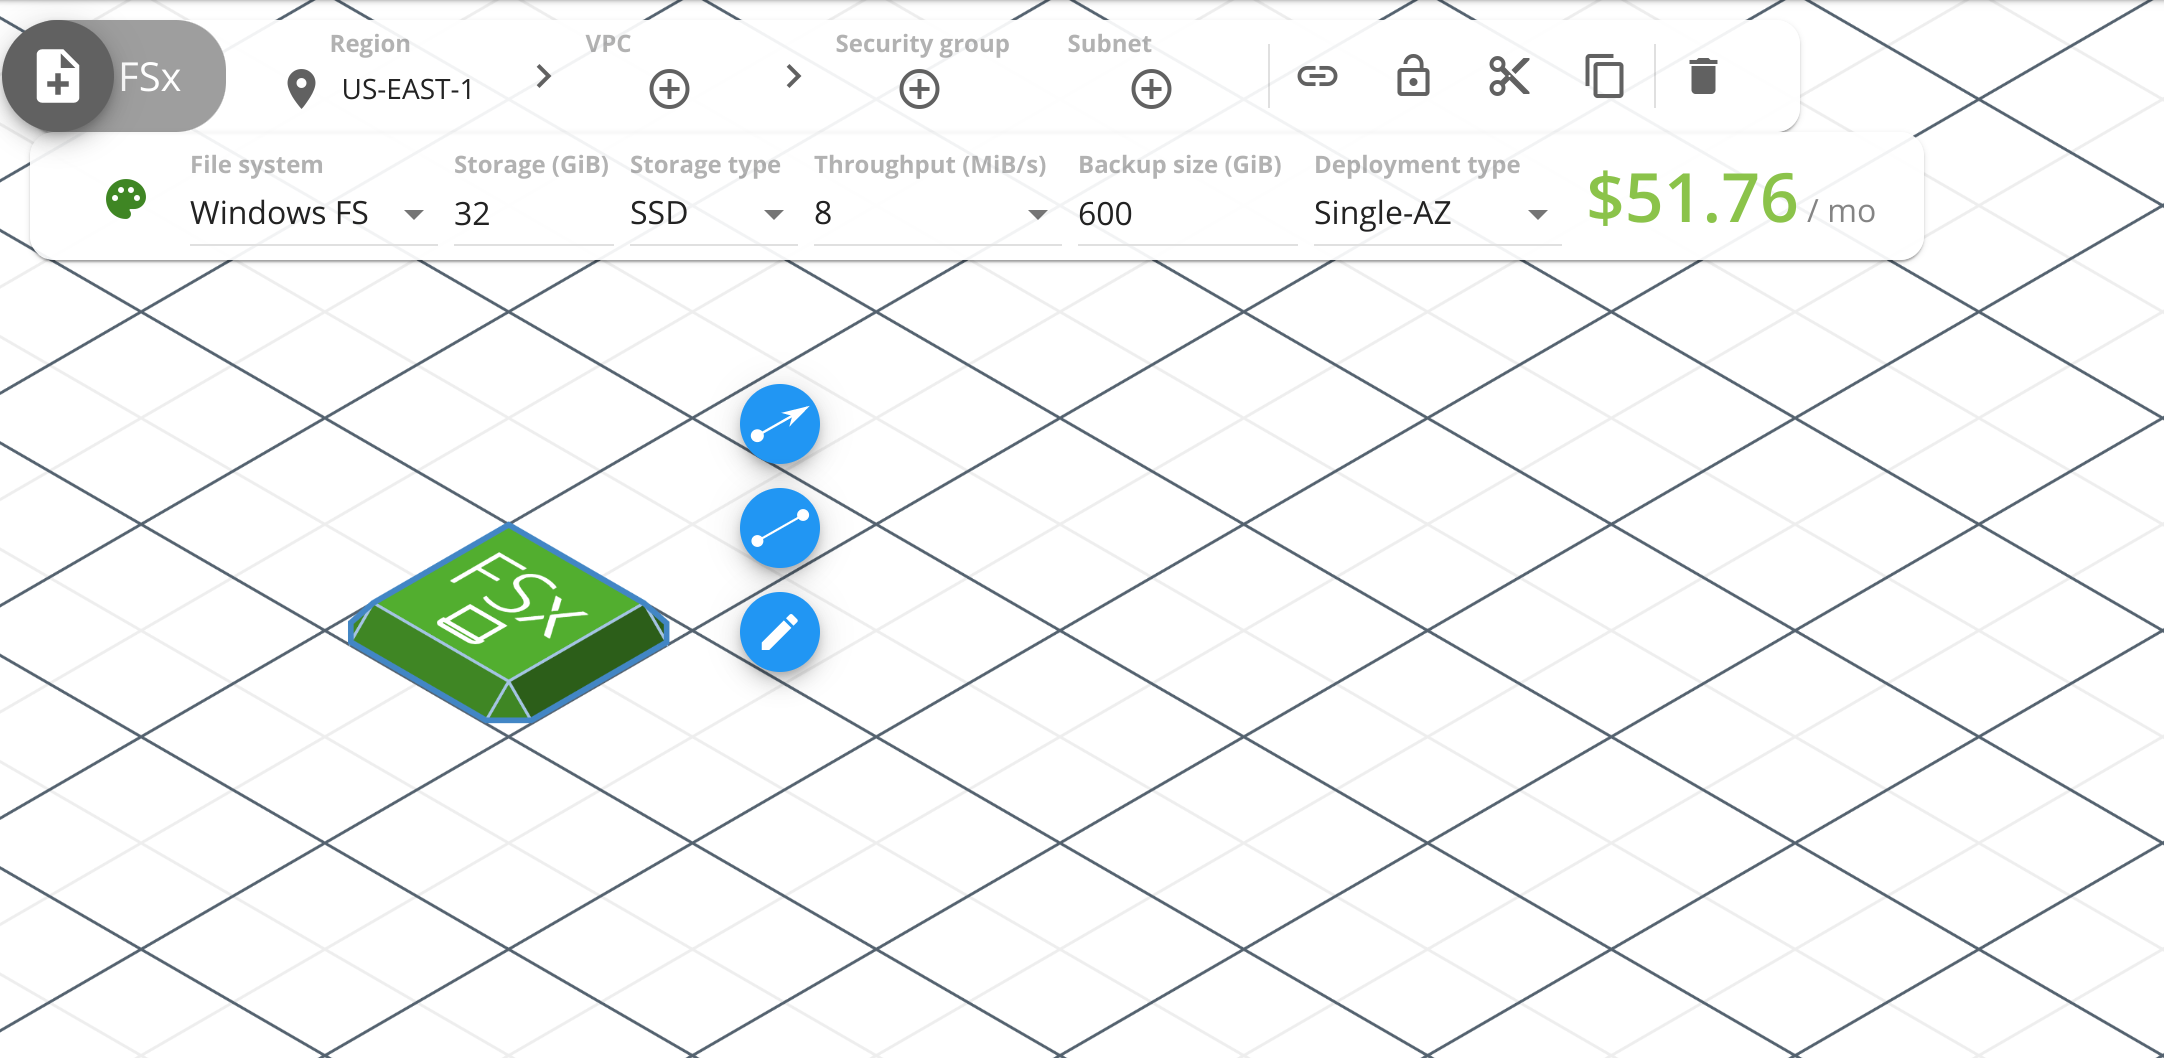 FSx
Region
US-EAST-1
VPC
Security group
Subnet
File system
Windows FS
Storage (GiB)
32
Storage type
SSD
Throughput (MiB/s)
8
Backup size (GiB)
600
Deployment type
Single-AZ
$51.76 / mo
FSx